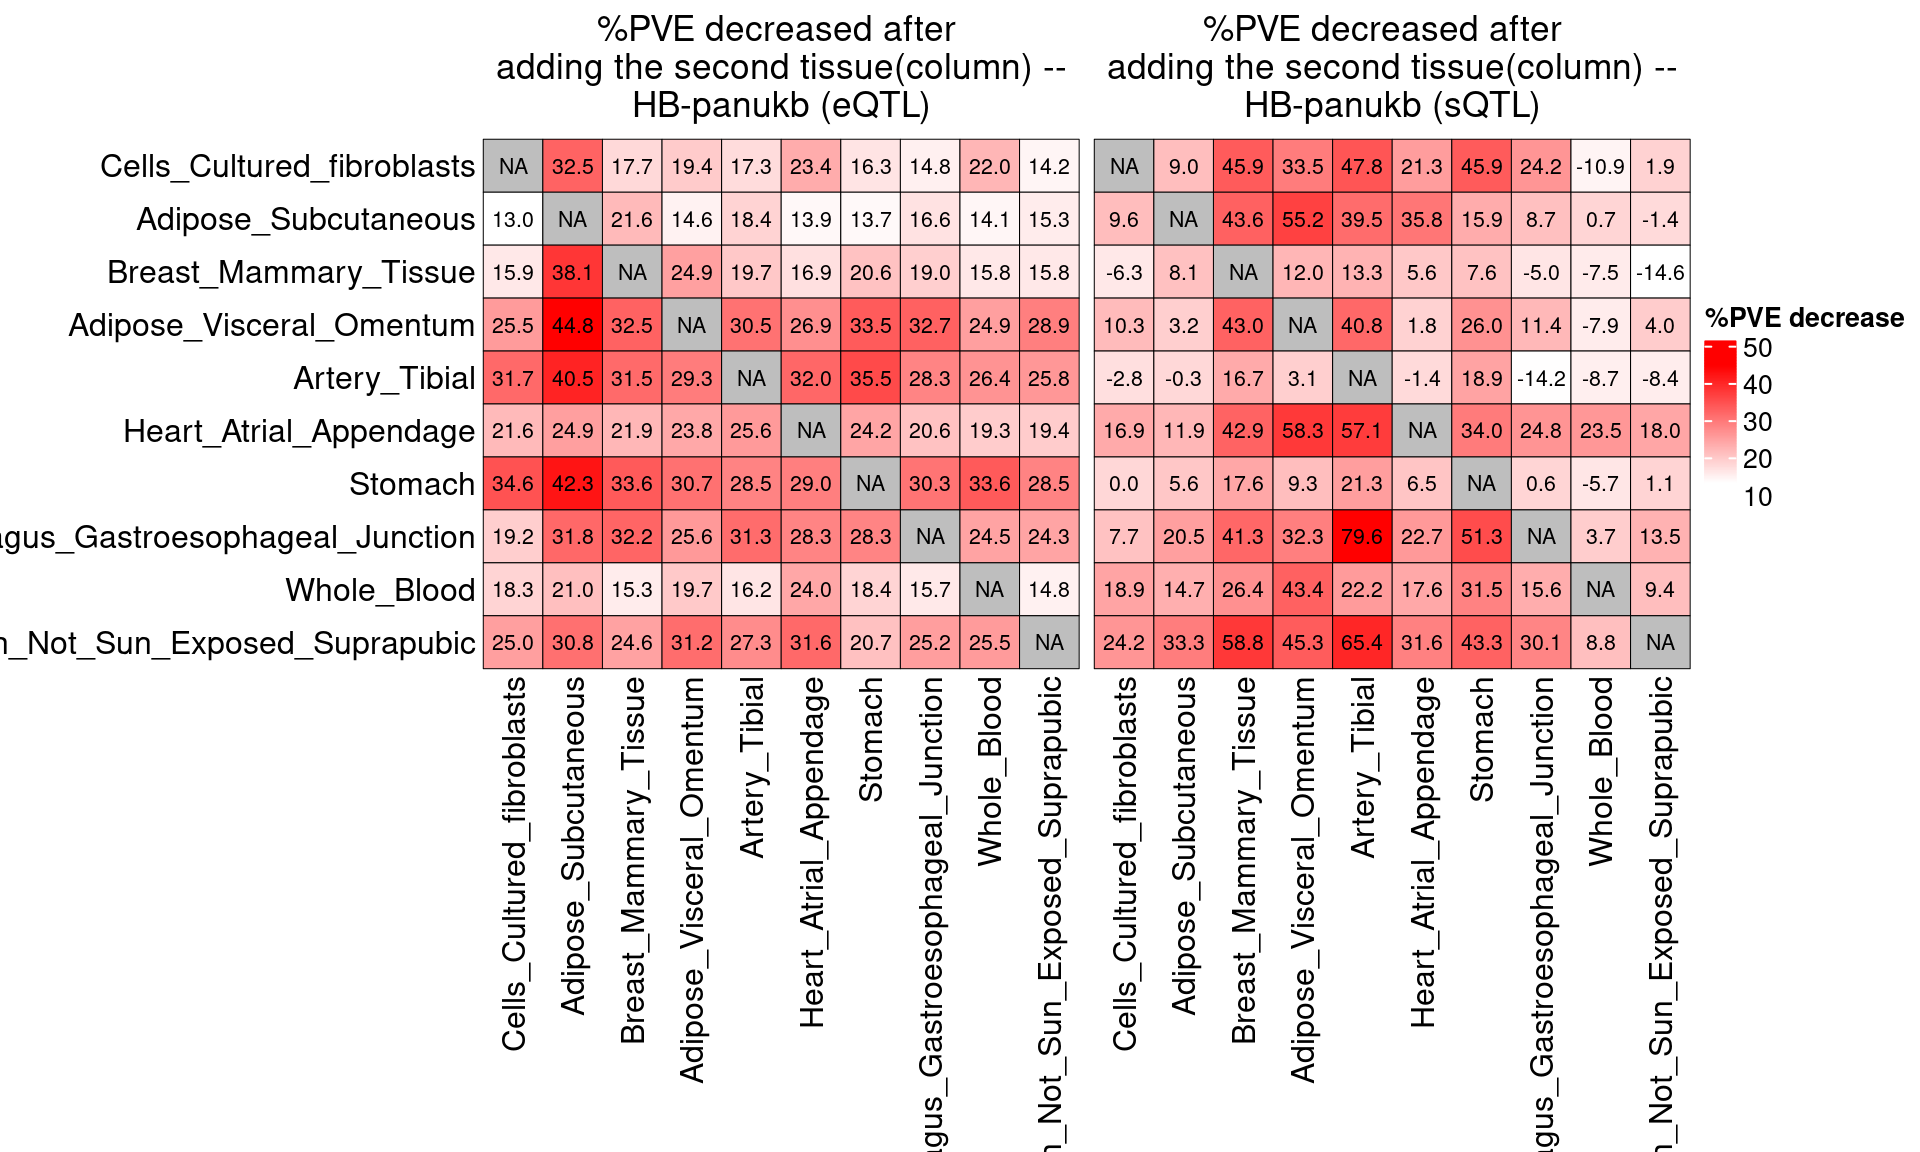 %PVE decreased after
adding the second tissue(column) --
HB-panukb (eQTL)
%PVE decreased after
adding the second tissue(column) --
HB-panukb (sQTL)
Cells_Cultured_fibroblasts NA 32.5 17.7 19.4 17.3 23.4 16.3 14.8 22.0 14.2 NA 9.0 45.9 33.5 47.8 21.3 45.9 24.2 -10.9 1.9
Adipose_Subcutaneous 13.0 NA 21.6 14.6 18.4 13.9 13.7 16.6 14.1 15.3 9.6 NA 43.6 55.2 39.5 35.8 15.9 8.7 0.7 -1.4
Breast_Mammary_Tissue 15.9 38.1 NA 24.9 19.7 16.9 20.6 19.0 15.8 15.8 -6.3 8.1 NA 12.0 13.3 5.6 7.6 -5.0 -7.5 -14.6
Adipose_Visceral_Omentum 25.5 44.8 32.5 NA 30.5 26.9 33.5 32.7 24.9 28.9 10.3 3.2 43.0 NA 40.8 1.8 26.0 11.4 -7.9 4.0
Artery_Tibial 31.7 40.5 31.5 29.3 NA 32.0 35.5 28.3 26.4 25.8 -2.8 -0.3 16.7 3.1 NA -1.4 18.9 -14.2 -8.7 -8.4
Heart_Atrial_Appendage 21.6 24.9 21.9 23.8 25.6 NA 24.2 20.6 19.3 19.4 16.9 11.9 42.9 58.3 57.1 NA 34.0 24.8 23.5 18.0
Stomach 34.6 42.3 33.6 30.7 28.5 29.0 NA 30.3 33.6 28.5 0.0 5.6 17.6 9.3 21.3 6.5 NA 0.6 -5.7 1.1
agus_Gastroesophageal_Junction 19.2 31.8 32.2 25.6 31.3 28.3 28.3 NA 24.5 24.3 7.7 20.5 41.3 32.3 79.6 22.7 51.3 NA 3.7 13.5
Whole_Blood 18.3 21.0 15.3 19.7 16.2 24.0 18.4 15.7 NA 14.8 18.9 14.7 26.4 43.4 22.2 17.6 31.5 15.6 NA 9.4
n_Not_Sun_Exposed_Suprapubic 25.0 30.8 24.6 31.2 27.3 31.6 20.7 25.2 25.5 NA 24.2 33.3 58.8 45.3 65.4 31.6 43.3 30.1 8.8 NA
Cells_Cultured_fibroblasts
Adipose_Subcutaneous
Breast_Mammary_Tissue
Adipose_Visceral_Omentum
Artery_Tibial
Heart_Atrial_Appendage
Stomach
agus_Gastroesophageal_Junction
Whole_Blood
n_Not_Sun_Exposed_Suprapubic
Cells_Cultured_fibroblasts
Adipose_Subcutaneous
Breast_Mammary_Tissue
Adipose_Visceral_Omentum
Artery_Tibial
Heart_Atrial_Appendage
Stomach
agus_Gastroesophageal_Junction
Whole_Blood
n_Not_Sun_Exposed_Suprapubic
%PVE decrease
50
40
30
20
10